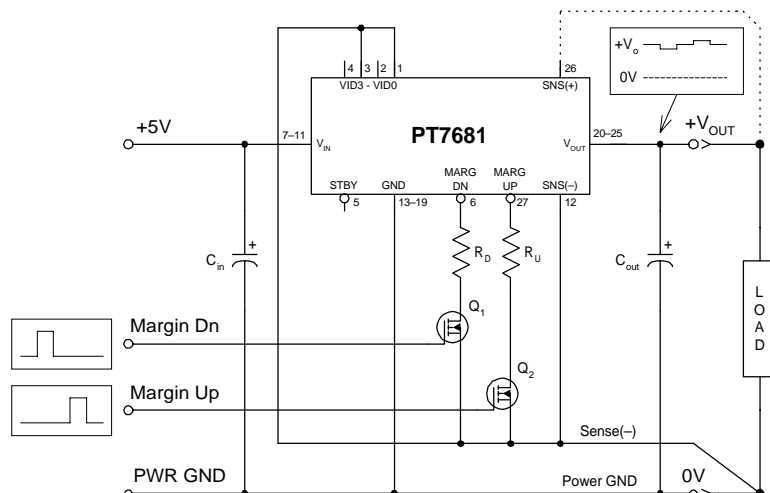 +V o
0V
4 3 2 1
26
VID3 - VID0
SNS(+)
PT7681
+5V
7–11
V IN
V OUT
20–25
+V OUT
STBY
GND
MARG DN
MARG UP
SNS(–)
5
13–19
6
27
12
C in
+
R D
R U
C out
+
L
O
A
D
Q 1
Margin Dn
Q 2
Margin Up
Sense(–)
PWR GND
Power GND
0V